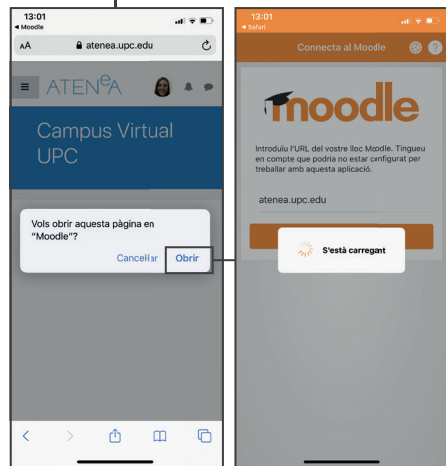 13:01
◄ Moodle
AA atenea.upc.edu
ATENeA
Campus Virtual
UPC
Vols obrir aquesta pàgina en
"Moodle"?
Cancel·lar Obrir
13:01
◄ Safari
Connecta al Moodle
moodle
Introduïu l'URL del vostre lloc Moodle. Tingueu
en compte que podria no estar configurat per
treballar amb aquesta aplicació.
atenea.upc.edu
S'està carregant